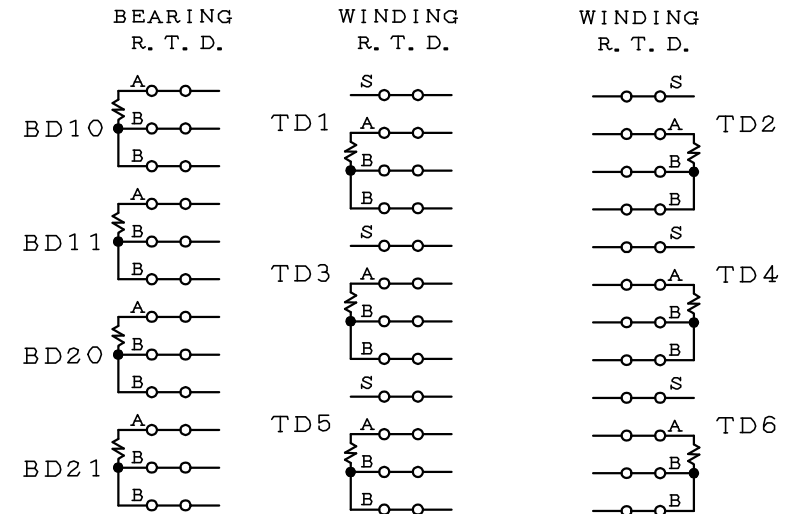 BEARING WINDING WINDING
R. T. D. R. T. D. R. T. D.
A S S
BD10 B TD1 A A TD2
B B B
B B
A S S
BD11 B TD3 A A TD4
B B B
B B
A S S
BD20 B TD5 A A TD6
B B B
B B
A
BD21 B
B